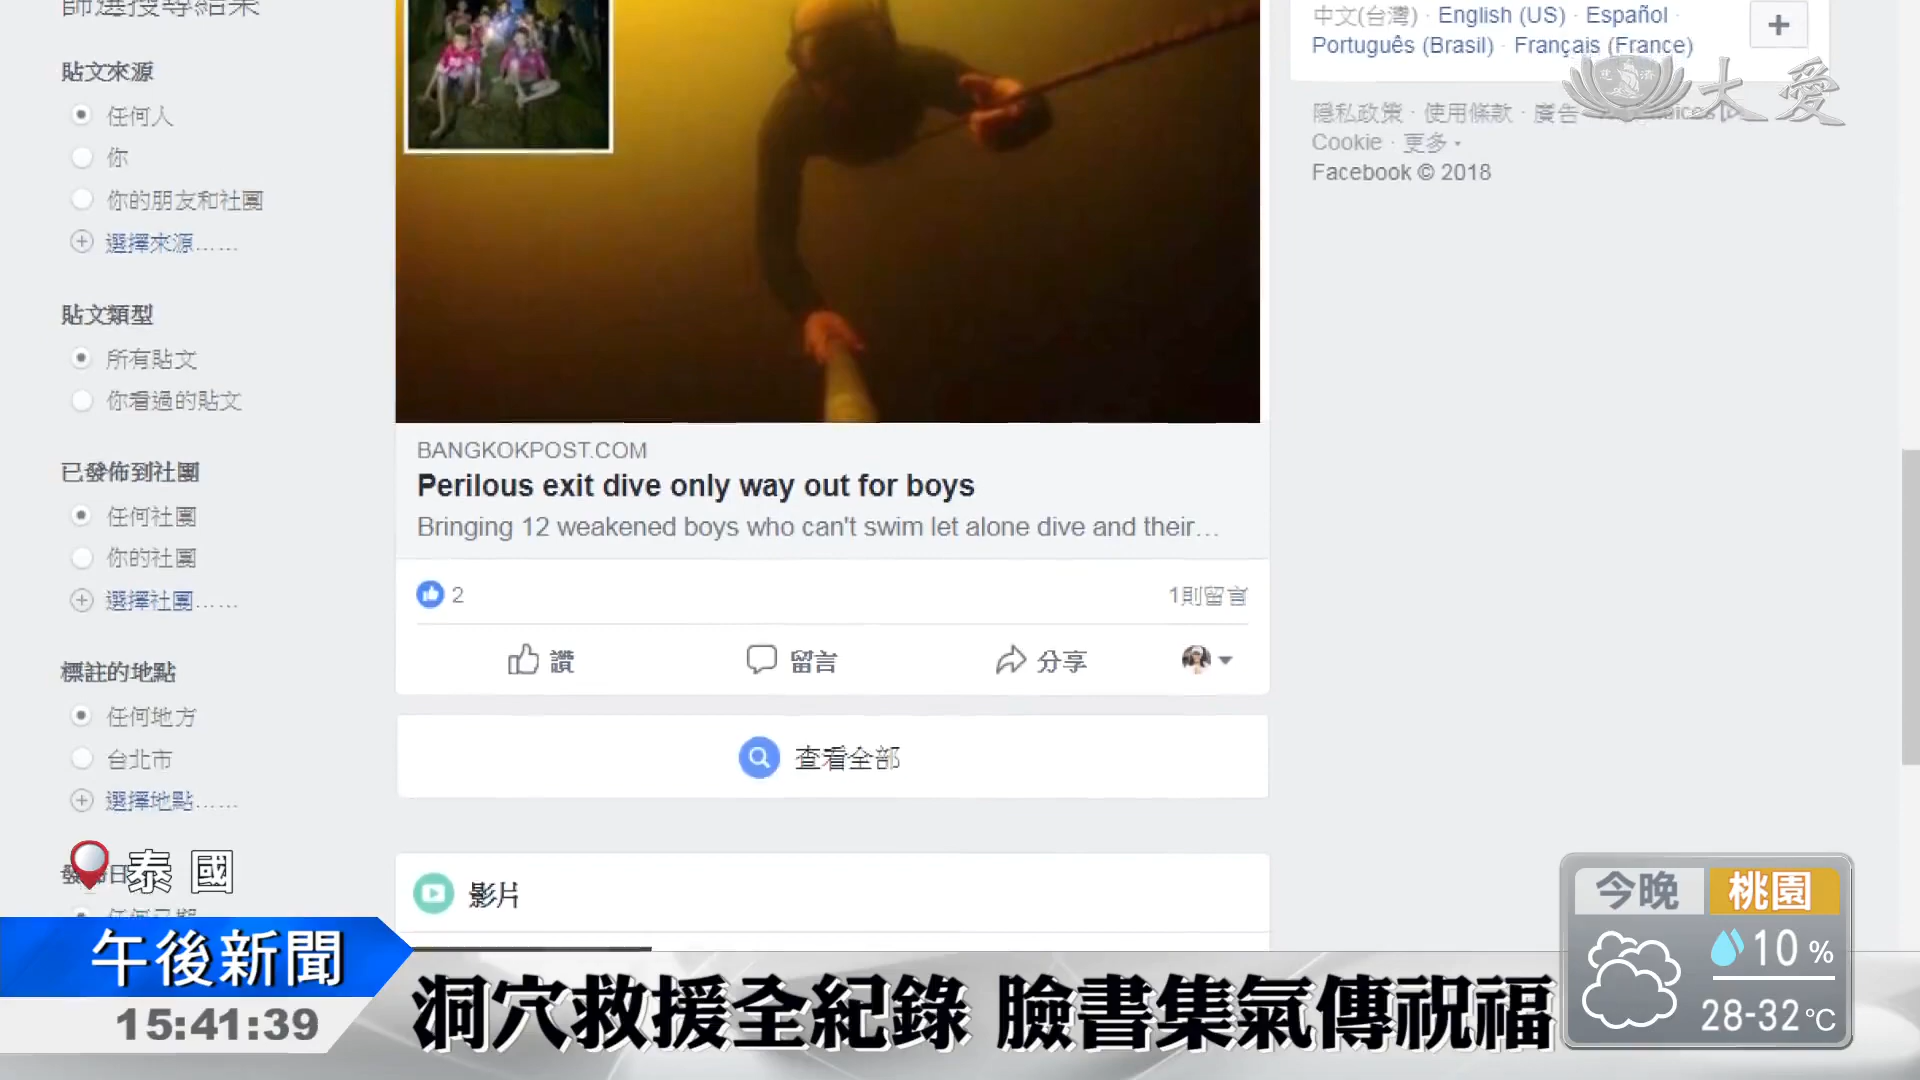 篩選搜尋結果
貼文來源
任何人
你
你的朋友和社團
選擇來源......
貼文類型
所有貼文
你看過的貼文
已發佈到社團
任何社團
你的社團
選擇社團......
標註的地點
任何地方
台北市
選擇地點......
BANGKOKPOST.COM
Perilous exit dive only way out for boys
Bringing 12 weakened boys who can't swim let alone dive and their...
2
1則留言
讚
留言
分享
查看全部
影片
中文(台灣) · English (US) · Español ·
Português (Brasil) · Français (France)
+
隱私政策 · 使用條款 · 廣告
Cookie · 更多
Facebook © 2018
慈濟
大愛
泰國
午後新聞
15:41:39
洞穴救援全紀錄 臉書集氣傳祝福
今晚 桃園
10 %
28-32°C